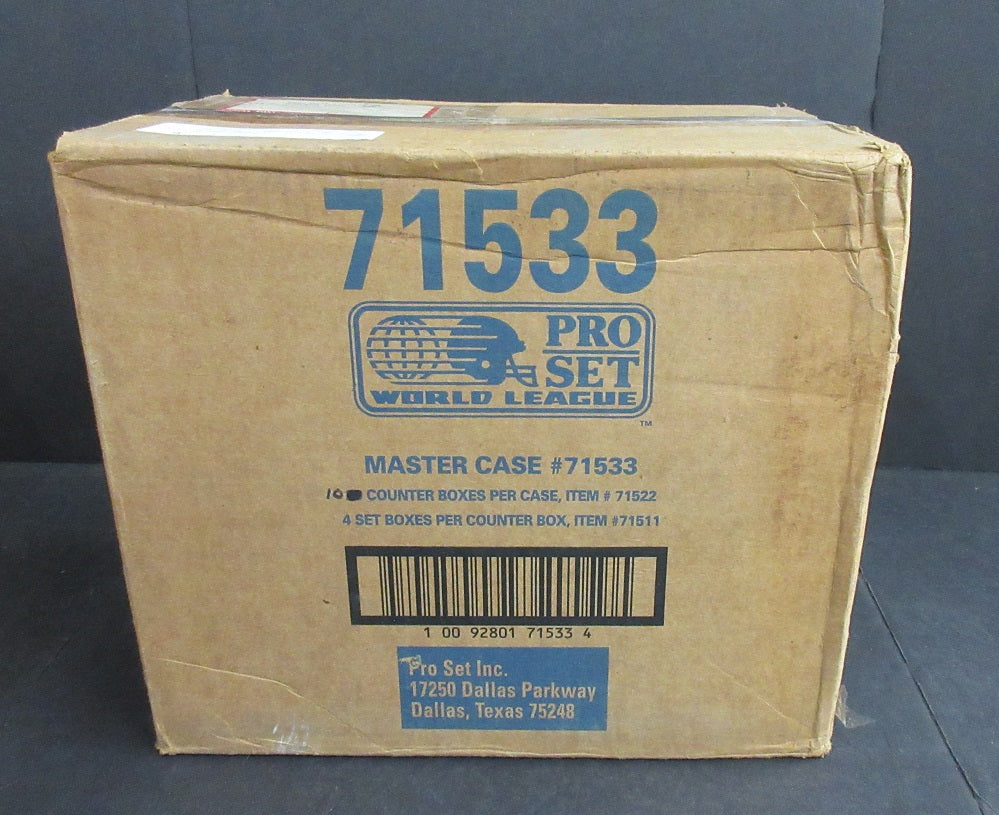 71533
PRO
SET
WORLD LEAGUE
TM
MASTER CASE #71533
10 COUNTER BOXES PER CASE, ITEM # 71522
4 SET BOXES PER COUNTER BOX, ITEM #71511
1 00 92801 71533 4
Pro Set Inc.
17250 Dallas Parkway
Dallas, Texas 75248